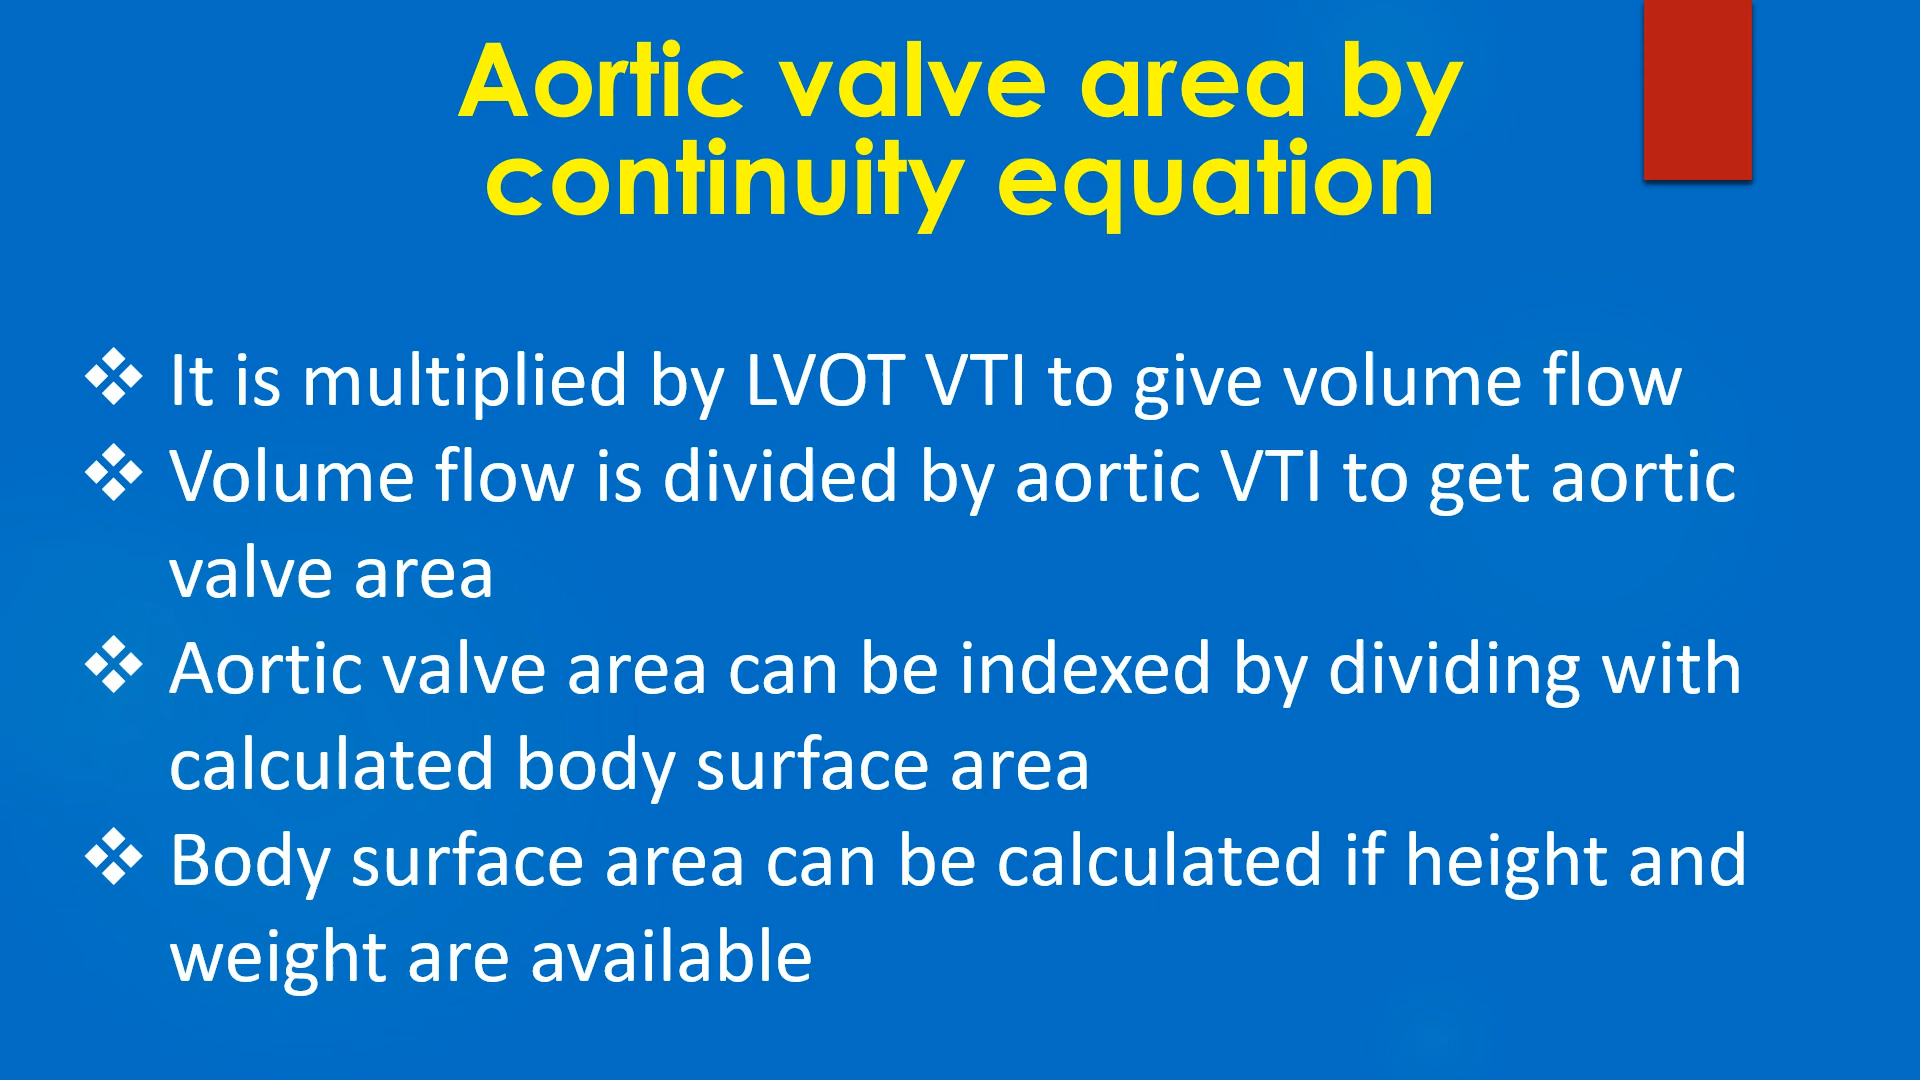 Aortic valve area by
continuity equation
❖ It is multiplied by LVOT VTI to give volume flow
❖ Volume flow is divided by aortic VTI to get aortic
valve area
❖ Aortic valve area can be indexed by dividing with
calculated body surface area
❖ Body surface area can be calculated if height and
weight are available